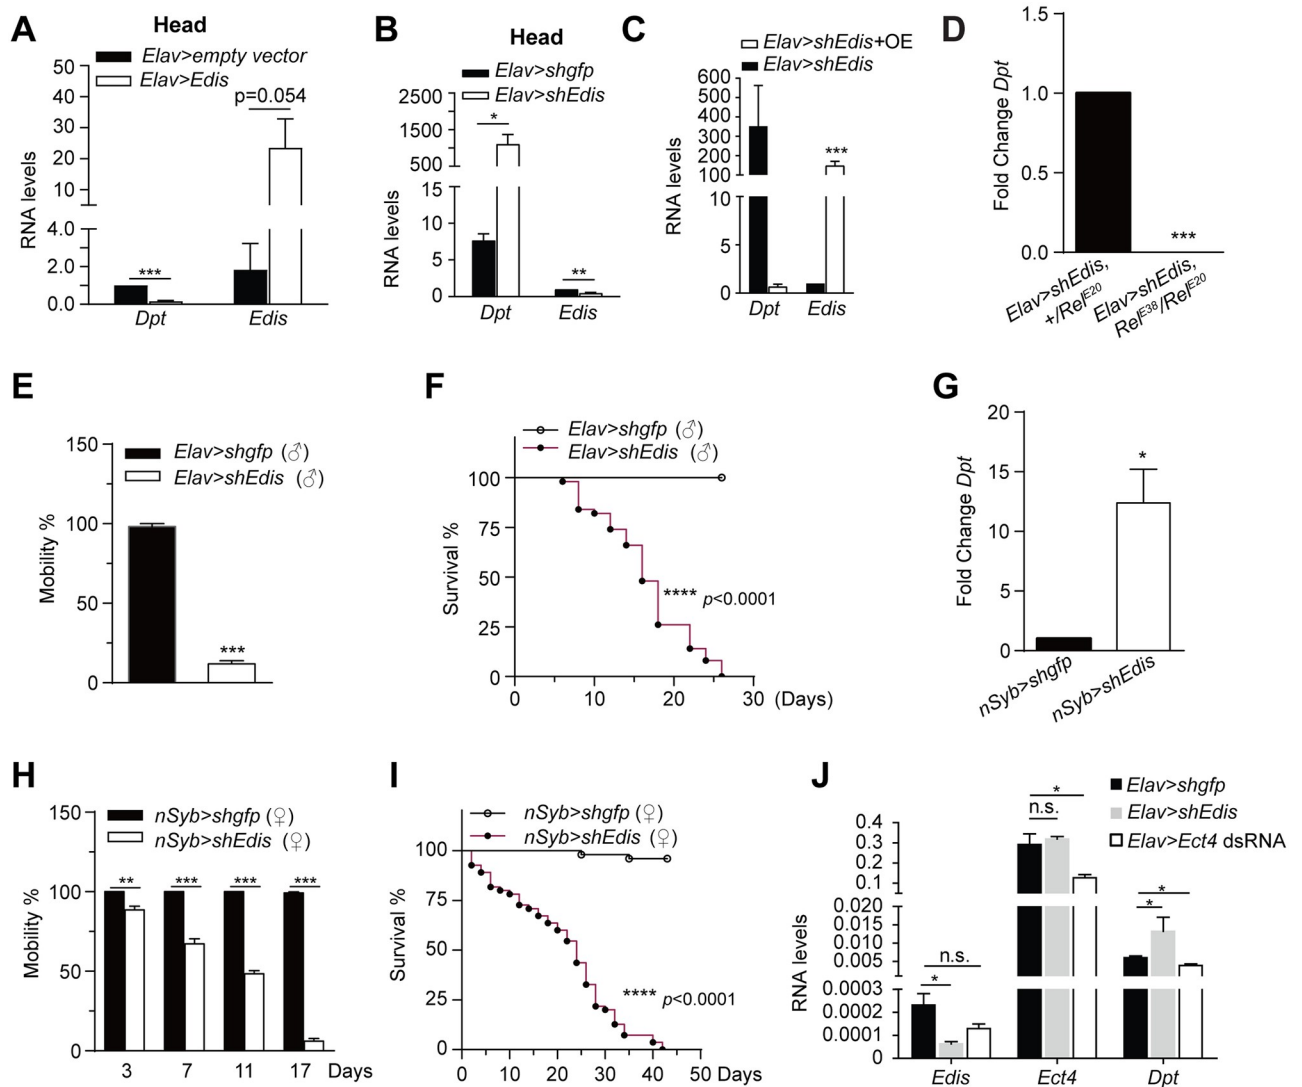 A
Head
Elav>empty vector
Elav>Edis
p=0.054
50
40
30
20
10
4.0
2.0
0.0
RNA levels
***
Dpt
Edis
B
Head
Elav>shgfp
Elav>shEdis
2500
1500
500
15
10
5
0
RNA levels
*
**
Dpt
Edis
C
Elav>shEdis+OE
Elav>shEdis
600
500
400
300
200
100
10
5
0
RNA levels
***
Dpt
Edis
D
1.5
1.0
0.5
0.0
Fold Change Dpt
***
Elav>shEdis,
+/Rel^E20
Elav>shEdis,
Rel^E38/Rel^E20
E
Elav>shgfp (♂)
Elav>shEdis (♂)
150
100
50
0
Mobility %
***
F
Elav>shgfp (♂)
Elav>shEdis (♂)
100
75
50
25
0
Survival %
**** p<0.0001
0 10 20 30 (Days)
G
20
15
10
5
0
Fold Change Dpt
*
nSyb>shgfp
nSyb>shEdis
H
nSyb>shgfp (♀)
nSyb>shEdis (♀)
150
100
50
0
Mobility %
** *** *** ***
3 7 11 17 Days
I
nSyb>shgfp (♀)
nSyb>shEdis (♀)
100
75
50
25
0
Survival %
**** p<0.0001
0 10 20 30 40 50 Days
J
Elav>shgfp
Elav>shEdis
Elav>Ect4 dsRNA
0.4
0.3
0.2
0.1
0.020
0.015
0.010
0.005
0.0003
0.0002
0.0001
0
RNA levels
n.s.
*
*
n.s.
*
*
Edis
Ect4
Dpt